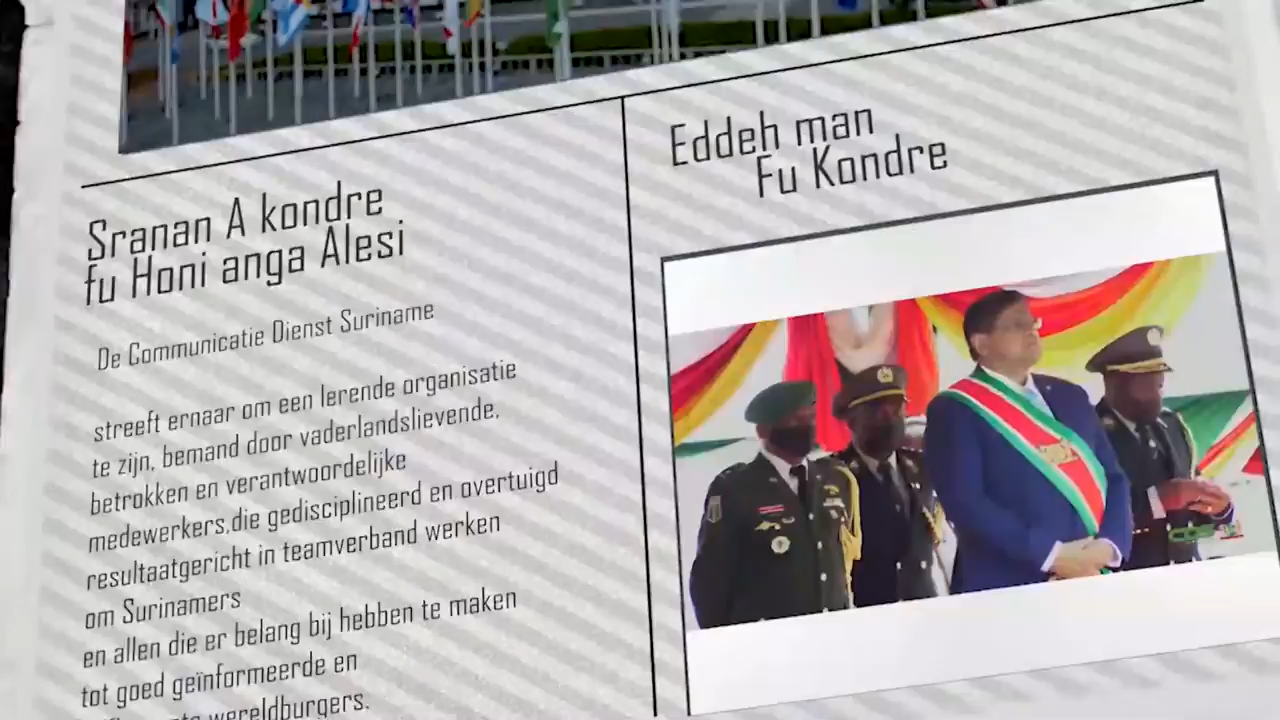 Sranan A kondre
fu Honi anga Alesi
De Communicatie Dienst Suriname
streeft ernaar om een lerende organisatie
te zijn, bemand door vaderlandslievende,
betrokken en verantwoordelijke
medewerkers,die gedisciplineerd en overtuigd
resultaatgericht in teamverband werken
om Surinamers
en allen die er belang bij hebben te maken
tot goed geïnformeerde en
wereldburgers.
Eddeh man
Fu Kondre